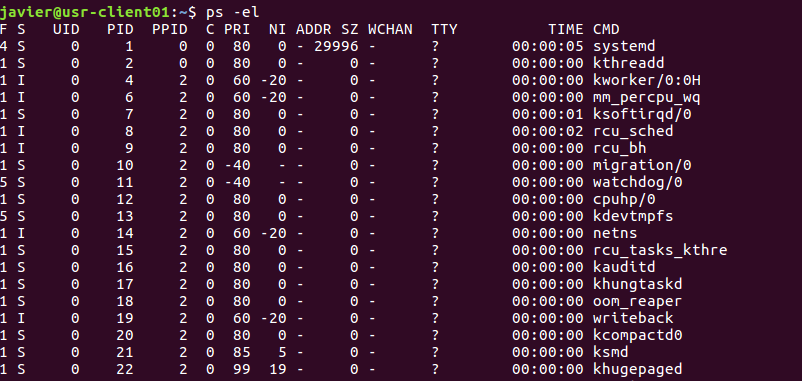 javier@usr-client01:~$ ps -el
F S   UID   PID  PPID  C PRI  NI ADDR SZ WCHAN  TTY          TIME CMD
4 S     0     1     0  0  80   0 - 29996 -      ?        00:00:05 systemd
1 S     0     2     0  0  80   0 -     0 -      ?        00:00:00 kthreadd
1 I     0     4     2  0  60 -20 -     0 -      ?        00:00:00 kworker/0:0H
1 I     0     6     2  0  60 -20 -     0 -      ?        00:00:00 mm_percpu_wq
1 S     0     7     2  0  80   0 -     0 -      ?        00:00:01 ksoftirqd/0
1 I     0     8     2  0  80   0 -     0 -      ?        00:00:02 rcu_sched
1 I     0     9     2  0  80   0 -     0 -      ?        00:00:00 rcu_bh
1 S     0    10     2  0 -40   - -     0 -      ?        00:00:00 migration/0
5 S     0    11     2  0 -40   - -     0 -      ?        00:00:00 watchdog/0
1 S     0    12     2  0  80   0 -     0 -      ?        00:00:00 cpuhp/0
5 S     0    13     2  0  80   0 -     0 -      ?        00:00:00 kdevtmpfs
1 I     0    14     2  0  60 -20 -     0 -      ?        00:00:00 netns
1 S     0    15     2  0  80   0 -     0 -      ?        00:00:00 rcu_tasks_kthre
1 S     0    16     2  0  80   0 -     0 -      ?        00:00:00 kauditd
1 S     0    17     2  0  80   0 -     0 -      ?        00:00:00 khungtaskd
1 S     0    18     2  0  80   0 -     0 -      ?        00:00:00 oom_reaper
1 I     0    19     2  0  60 -20 -     0 -      ?        00:00:00 writeback
1 S     0    20     2  0  80   0 -     0 -      ?        00:00:00 kcompactd0
1 S     0    21     2  0  85   5 -     0 -      ?        00:00:00 ksmd
1 S     0    22     2  0  99  19 -     0 -      ?        00:00:00 khugepaged